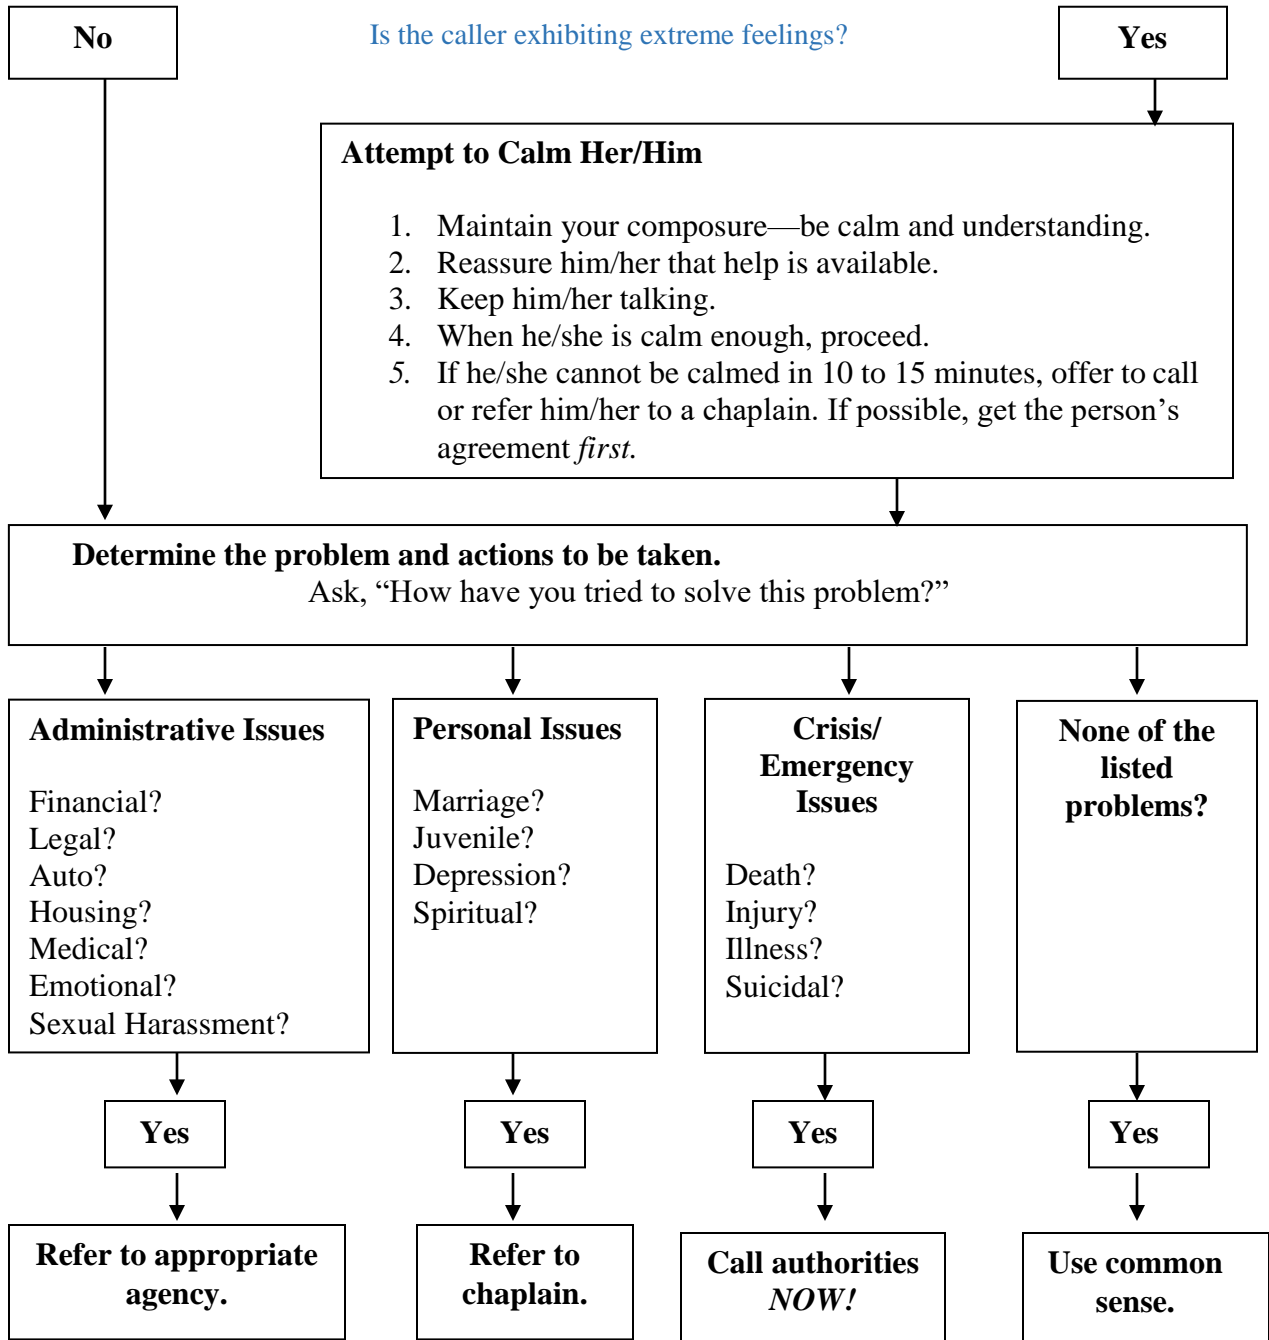 No
Is the caller exhibiting extreme feelings?
Yes
Attempt to Calm Her/Him
1. Maintain your composure—be calm and understanding.
2. Reassure him/her that help is available.
3. Keep him/her talking.
4. When he/she is calm enough, proceed.
5. If he/she cannot be calmed in 10 to 15 minutes, offer to call
or refer him/her to a chaplain. If possible, get the person’s
agreement first.
Determine the problem and actions to be taken.
Ask, “How have you tried to solve this problem?”
Administrative Issues
Financial?
Legal?
Auto?
Housing?
Medical?
Emotional?
Sexual Harassment?
Personal Issues
Marriage?
Juvenile?
Depression?
Spiritual?
Crisis/
Emergency
Issues
Death?
Injury?
Illness?
Suicidal?
None of the
listed
problems?
Yes
Yes
Yes
Yes
Refer to appropriate
agency.
Refer to
chaplain.
Call authorities
NOW!
Use common
sense.